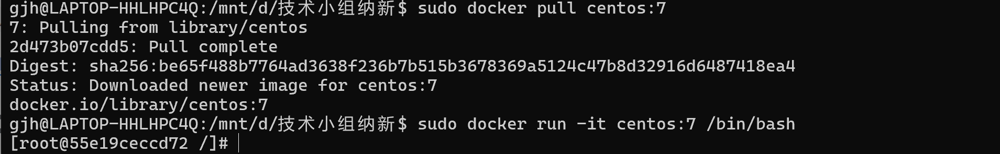 gjh@LAPTOP-HHLHPC4Q:/mnt/d/技术小组纳新$ sudo docker pull centos:7
7: Pulling from library/centos
2d473b07cdd5: Pull complete
Digest: sha256:be65f488b7764ad3638f236b7b515b3678369a5124c47b8d32916d6487418ea4
Status: Downloaded newer image for centos:7
docker.io/library/centos:7
gjh@LAPTOP-HHLHPC4Q:/mnt/d/技术小组纳新$ sudo docker run -it centos:7 /bin/bash
[root@55e19ceccd72 /]#